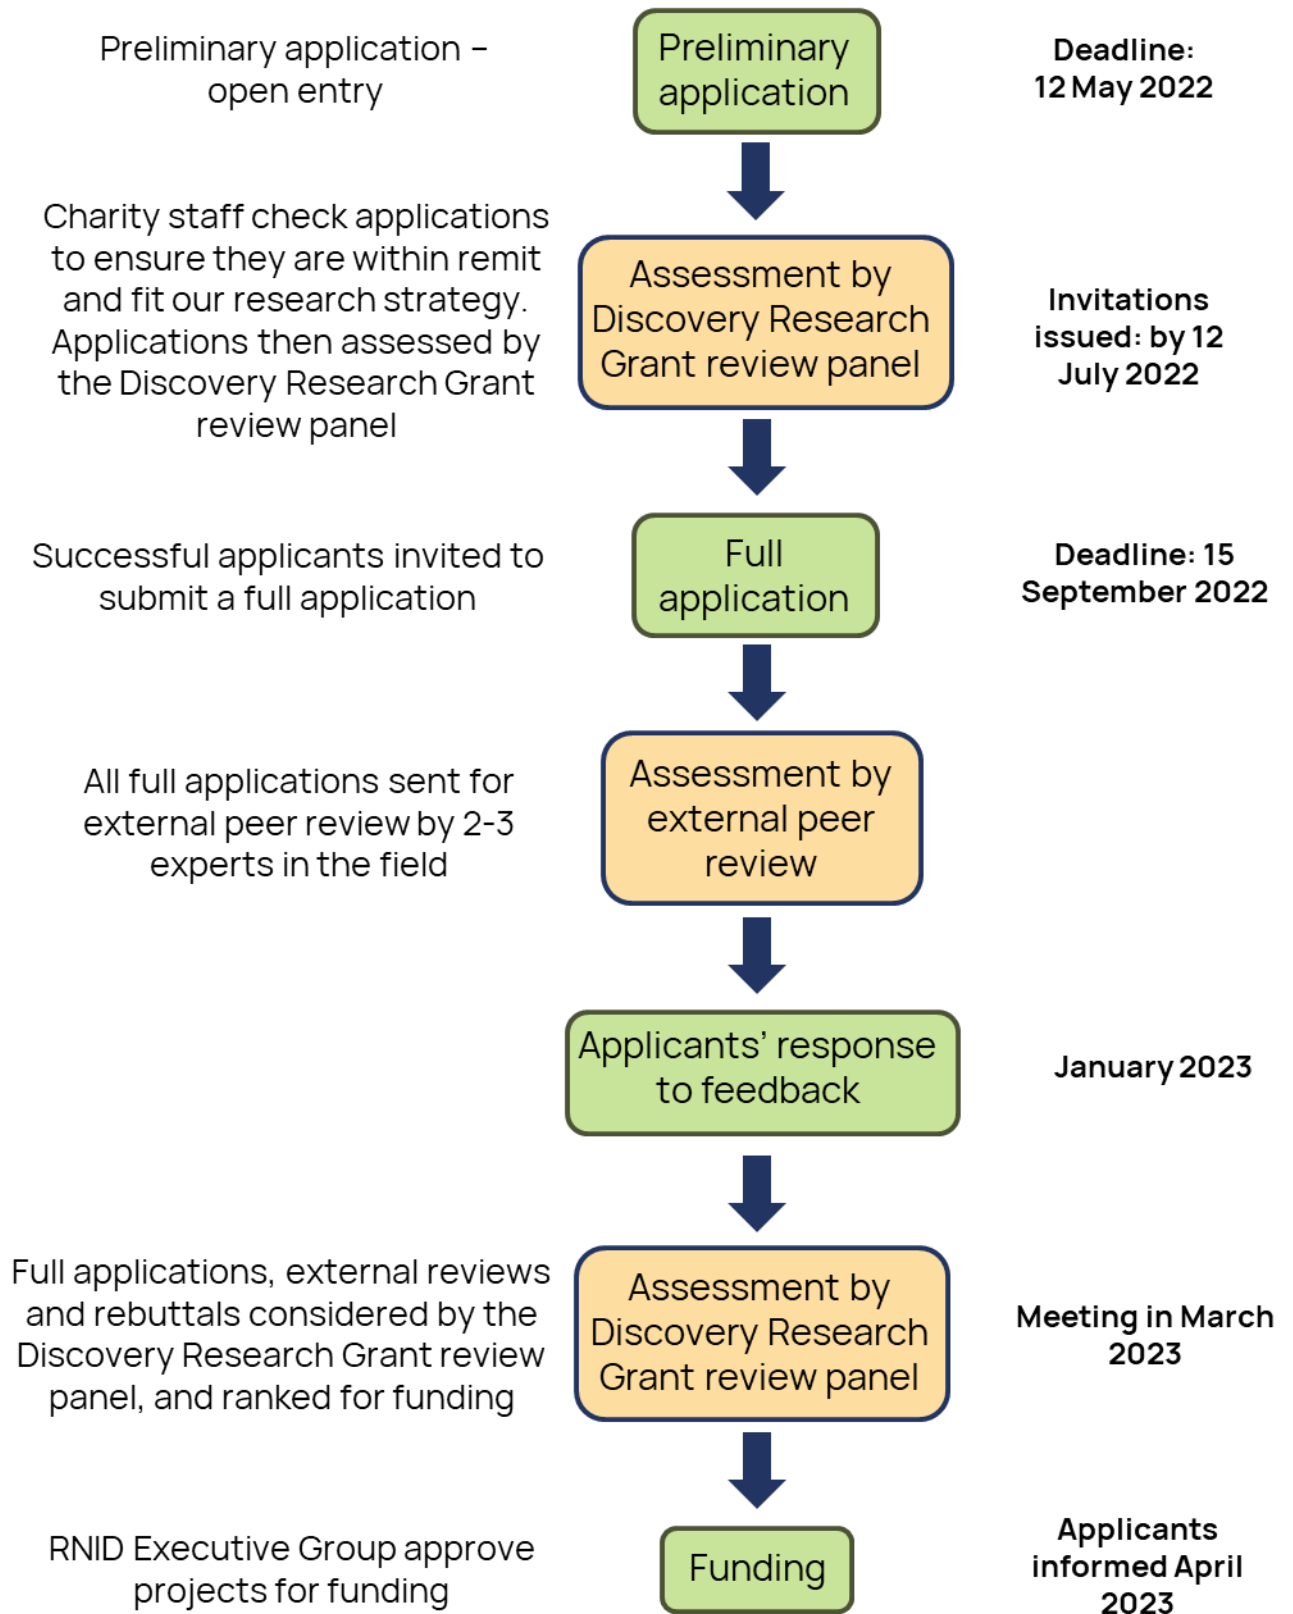 Preliminary application –
open entry
Preliminary
application
Deadline:
12 May 2022
Charity staff check applications
to ensure they are within remit
and fit our research strategy.
Applications then assessed by
the Discovery Research Grant
review panel
Assessment by
Discovery Research
Grant review panel
Invitations
issued: by 12
July 2022
Successful applicants invited to
submit a full application
Full
application
Deadline: 15
September 2022
All full applications sent for
external peer review by 2-3
experts in the field
Assessment by
external peer
review
Applicants’ response
to feedback
January 2023
Full applications, external reviews
and rebuttals considered by the
Discovery Research Grant review
panel, and ranked for funding
Assessment by
Discovery Research
Grant review panel
Meeting in March
2023
RNID Executive Group approve
projects for funding
Funding
Applicants
informed April
2023